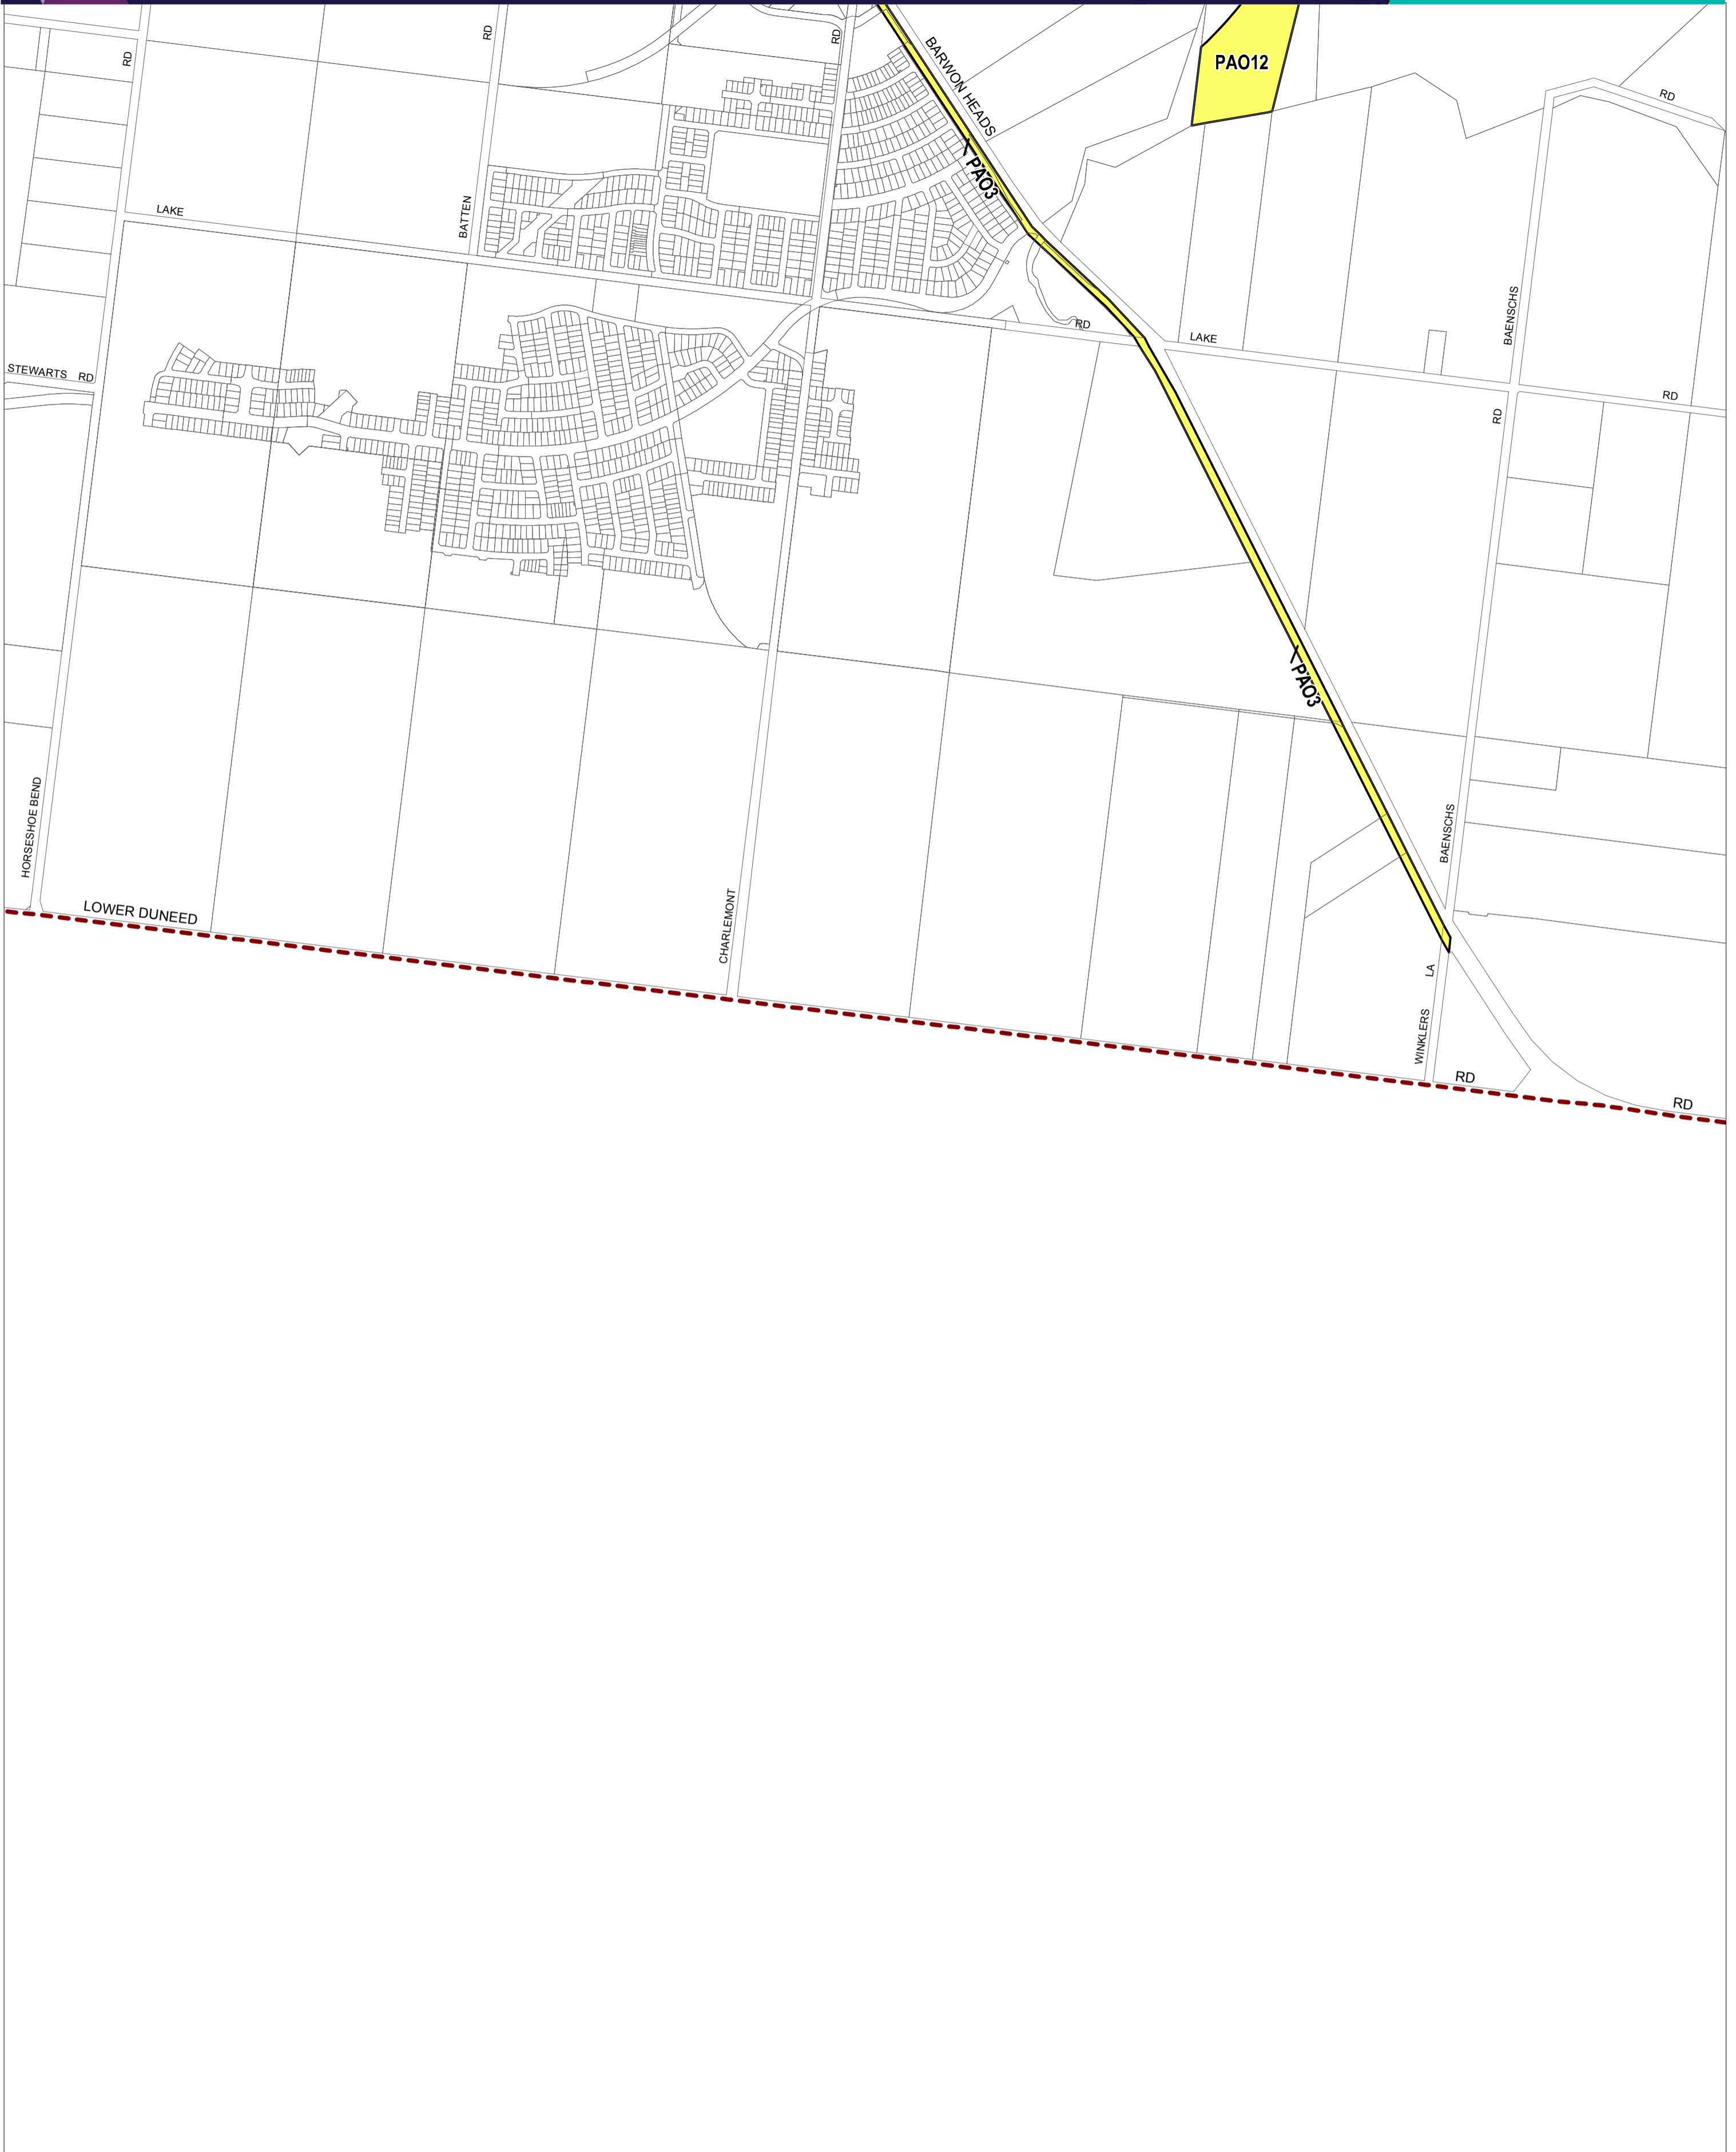 RD
RD
RD
BARWON HEADS
PAO12
RD
PAO3
LAKE
BATTEN
BAENSCHS
RD
LAKE
STEWARTS RD
RD
RD
PAO3
HORSESHOE BEND
BAENSCHS
LOWER DUNEED
CHARLEMONT
LA
WINKLERS
RD
RD